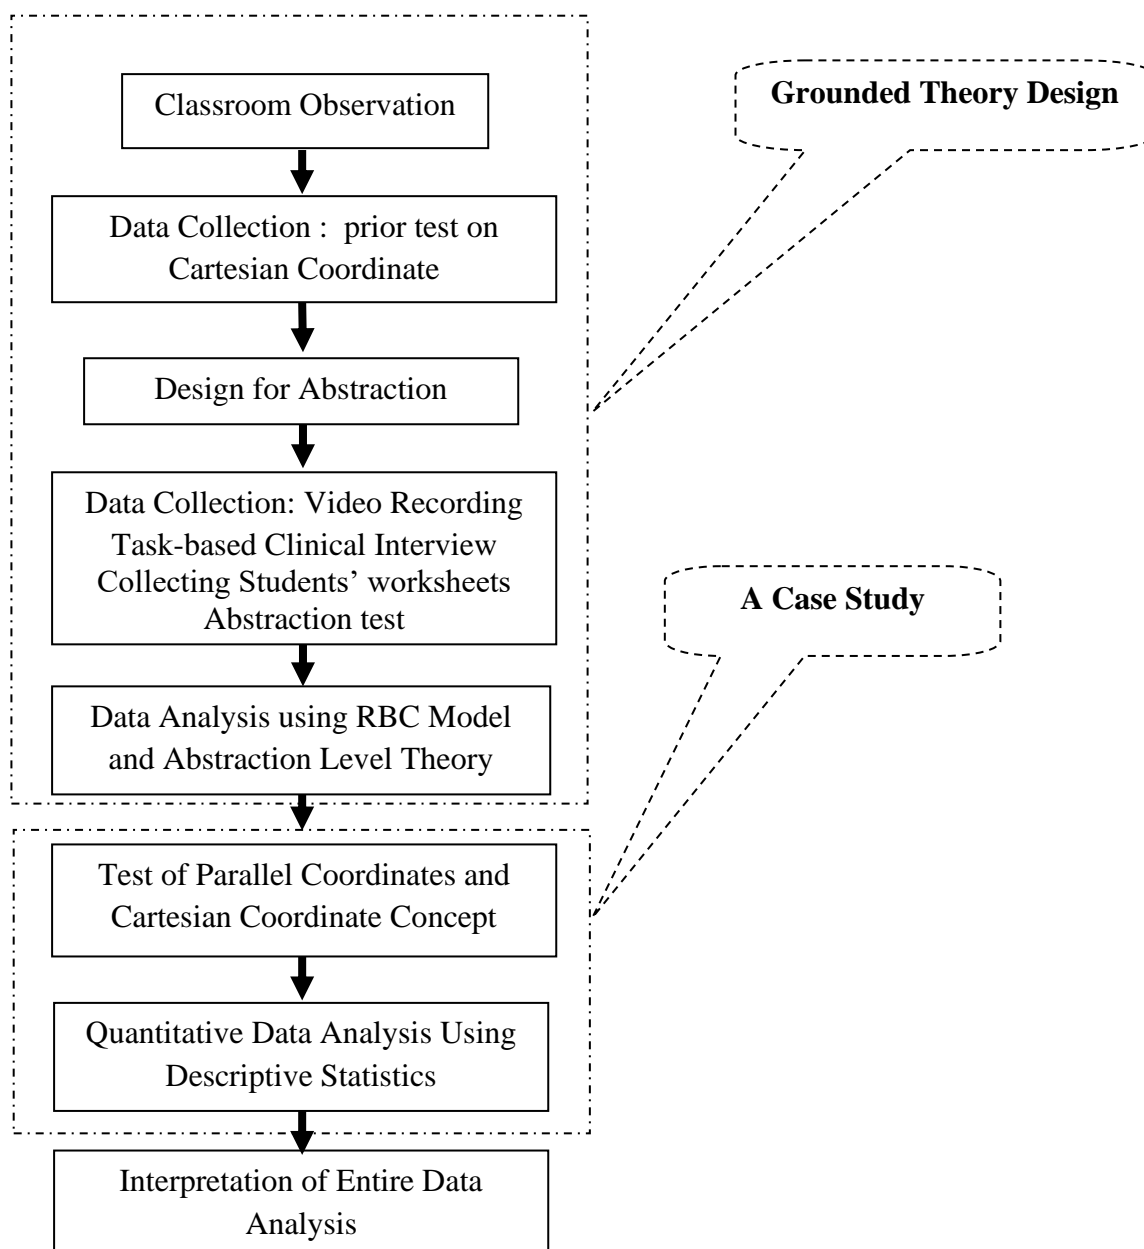 Classroom Observation
Grounded Theory Design
Data Collection :  prior test on
Cartesian Coordinate
Design for Abstraction
Data Collection: Video Recording
Task-based Clinical Interview
Collecting Students’ worksheets
Abstraction test
A Case Study
Data Analysis using RBC Model
and Abstraction Level Theory
Test of Parallel Coordinates and
Cartesian Coordinate Concept
Quantitative Data Analysis Using
Descriptive Statistics
Interpretation of Entire Data
Analysis